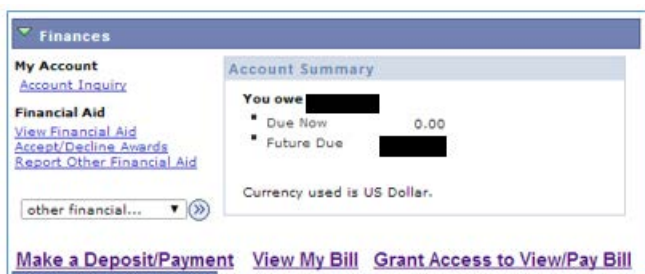 Finances
My Account
Account Inquiry
Financial Aid
View Financial Aid
Accept/Decline Awards
Report Other Financial Aid
other financial...
Account Summary
You owe
Due Now 0.00
Future Due
Currency used is US Dollar.
Make a Deposit/Payment View My Bill Grant Access to View/Pay Bill